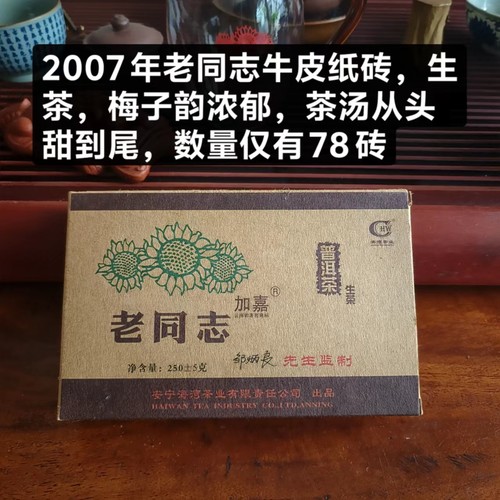 2007年老同志牛皮纸砖，生
茶，梅子韵浓郁，茶汤从头
甜到尾，数量仅有78砖
HW
普洱茶
生茶
加嘉®
老同志
净含量：250±5克
邹炳良 先生监制
安宁海湾茶业有限责任公司 出品
HAIWAN TEA INDUSTRY CO.,LTD.ANNING